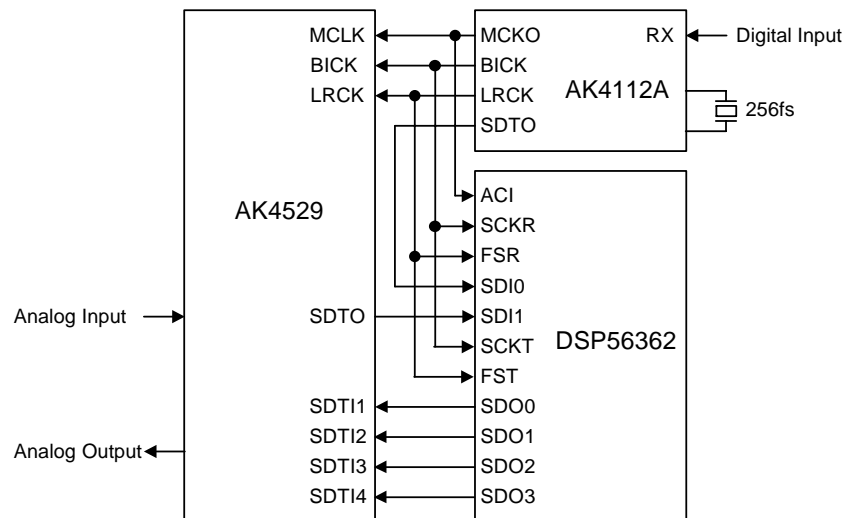 MCLK
BICK
LRCK
AK4529
Analog Input
SDTO
Analog Output
SDTI1
SDTI2
SDTI3
SDTI4
MCKO
BICK
LRCK
SDTO
RX
AK4112A
Digital Input
256fs
ACI
SCKR
FSR
SDI0
SDI1
SCKT
FST
SDO0
SDO1
SDO2
SDO3
DSP56362